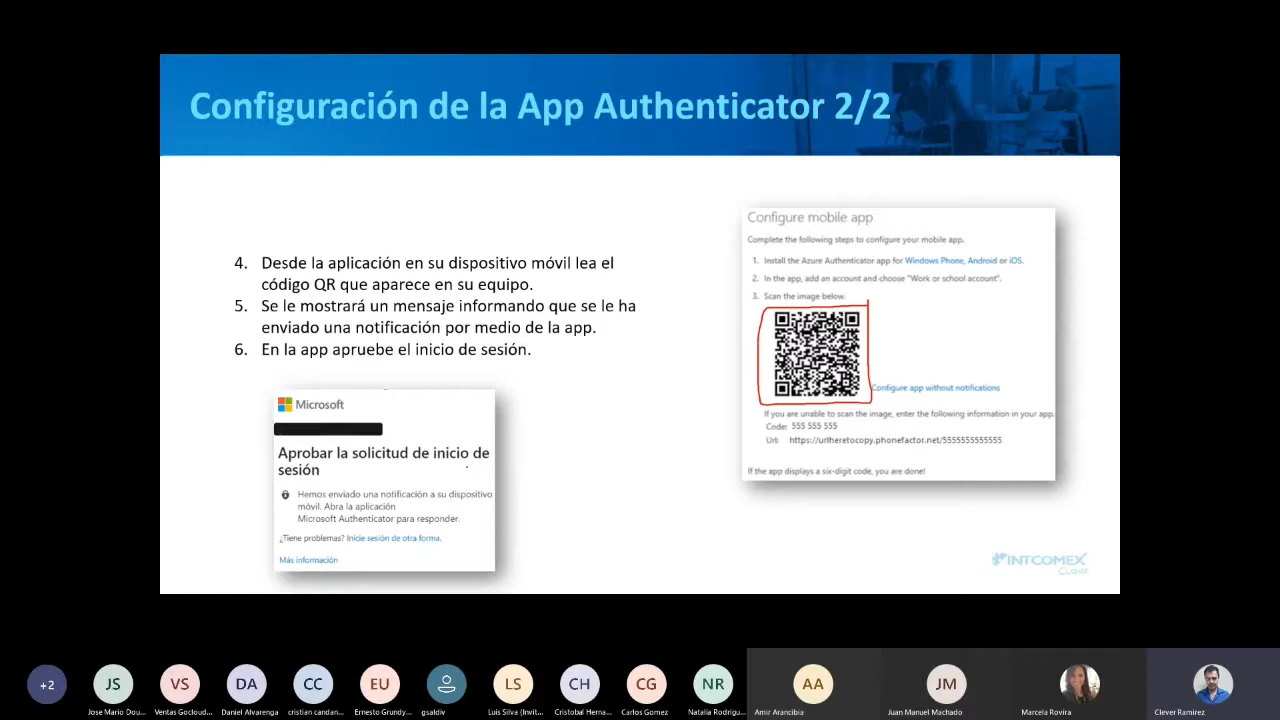 Configuración de la App Authenticator 2/2
4. Desde la aplicación en su dispositivo móvil lea el
código QR que aparece en su equipo.
5. Se le mostrará un mensaje informando que se le ha
enviado una notificación por medio de la app.
6. En la app apruebe el inicio de sesión.
Microsoft
Aprobar la solicitud de inicio de
sesión
Hemos enviado una notificación a su dispositivo
móvil. Abra la aplicación
Microsoft Authenticator para responder.
¿Tiene problemas? Inicie sesión de otra forma.
Más información
Configure mobile app
Complete the following steps to configure your mobile app.
1. Install the Azure Authenticator app for Windows Phone, Android or iOS.
2. In the app, add an account and choose "Work or school account".
3. Scan the image below:
Configure app without notifications
If you are unable to scan the image, enter the following information in your app.
Code: 555 555 555
Url: https://urlheretocopy.phonefactor.net/5555555555555
If the app displays a six-digit code, you are done!
INTCOMEX
CLOUD
+2 JS VS DA CC EU LS CH CG NR AA JM
Jose Mario Dou... Ventas Gocloud... Daniel Alvarenga cristian candan... Ernesto Grundy... gsaldiv Luis Silva (Invit... Cristobal Herna... Carlos Gomez Natalia Rodrigu... Amir Arancibia Juan Manuel Machado Marcela Rovira Clever Ramirez